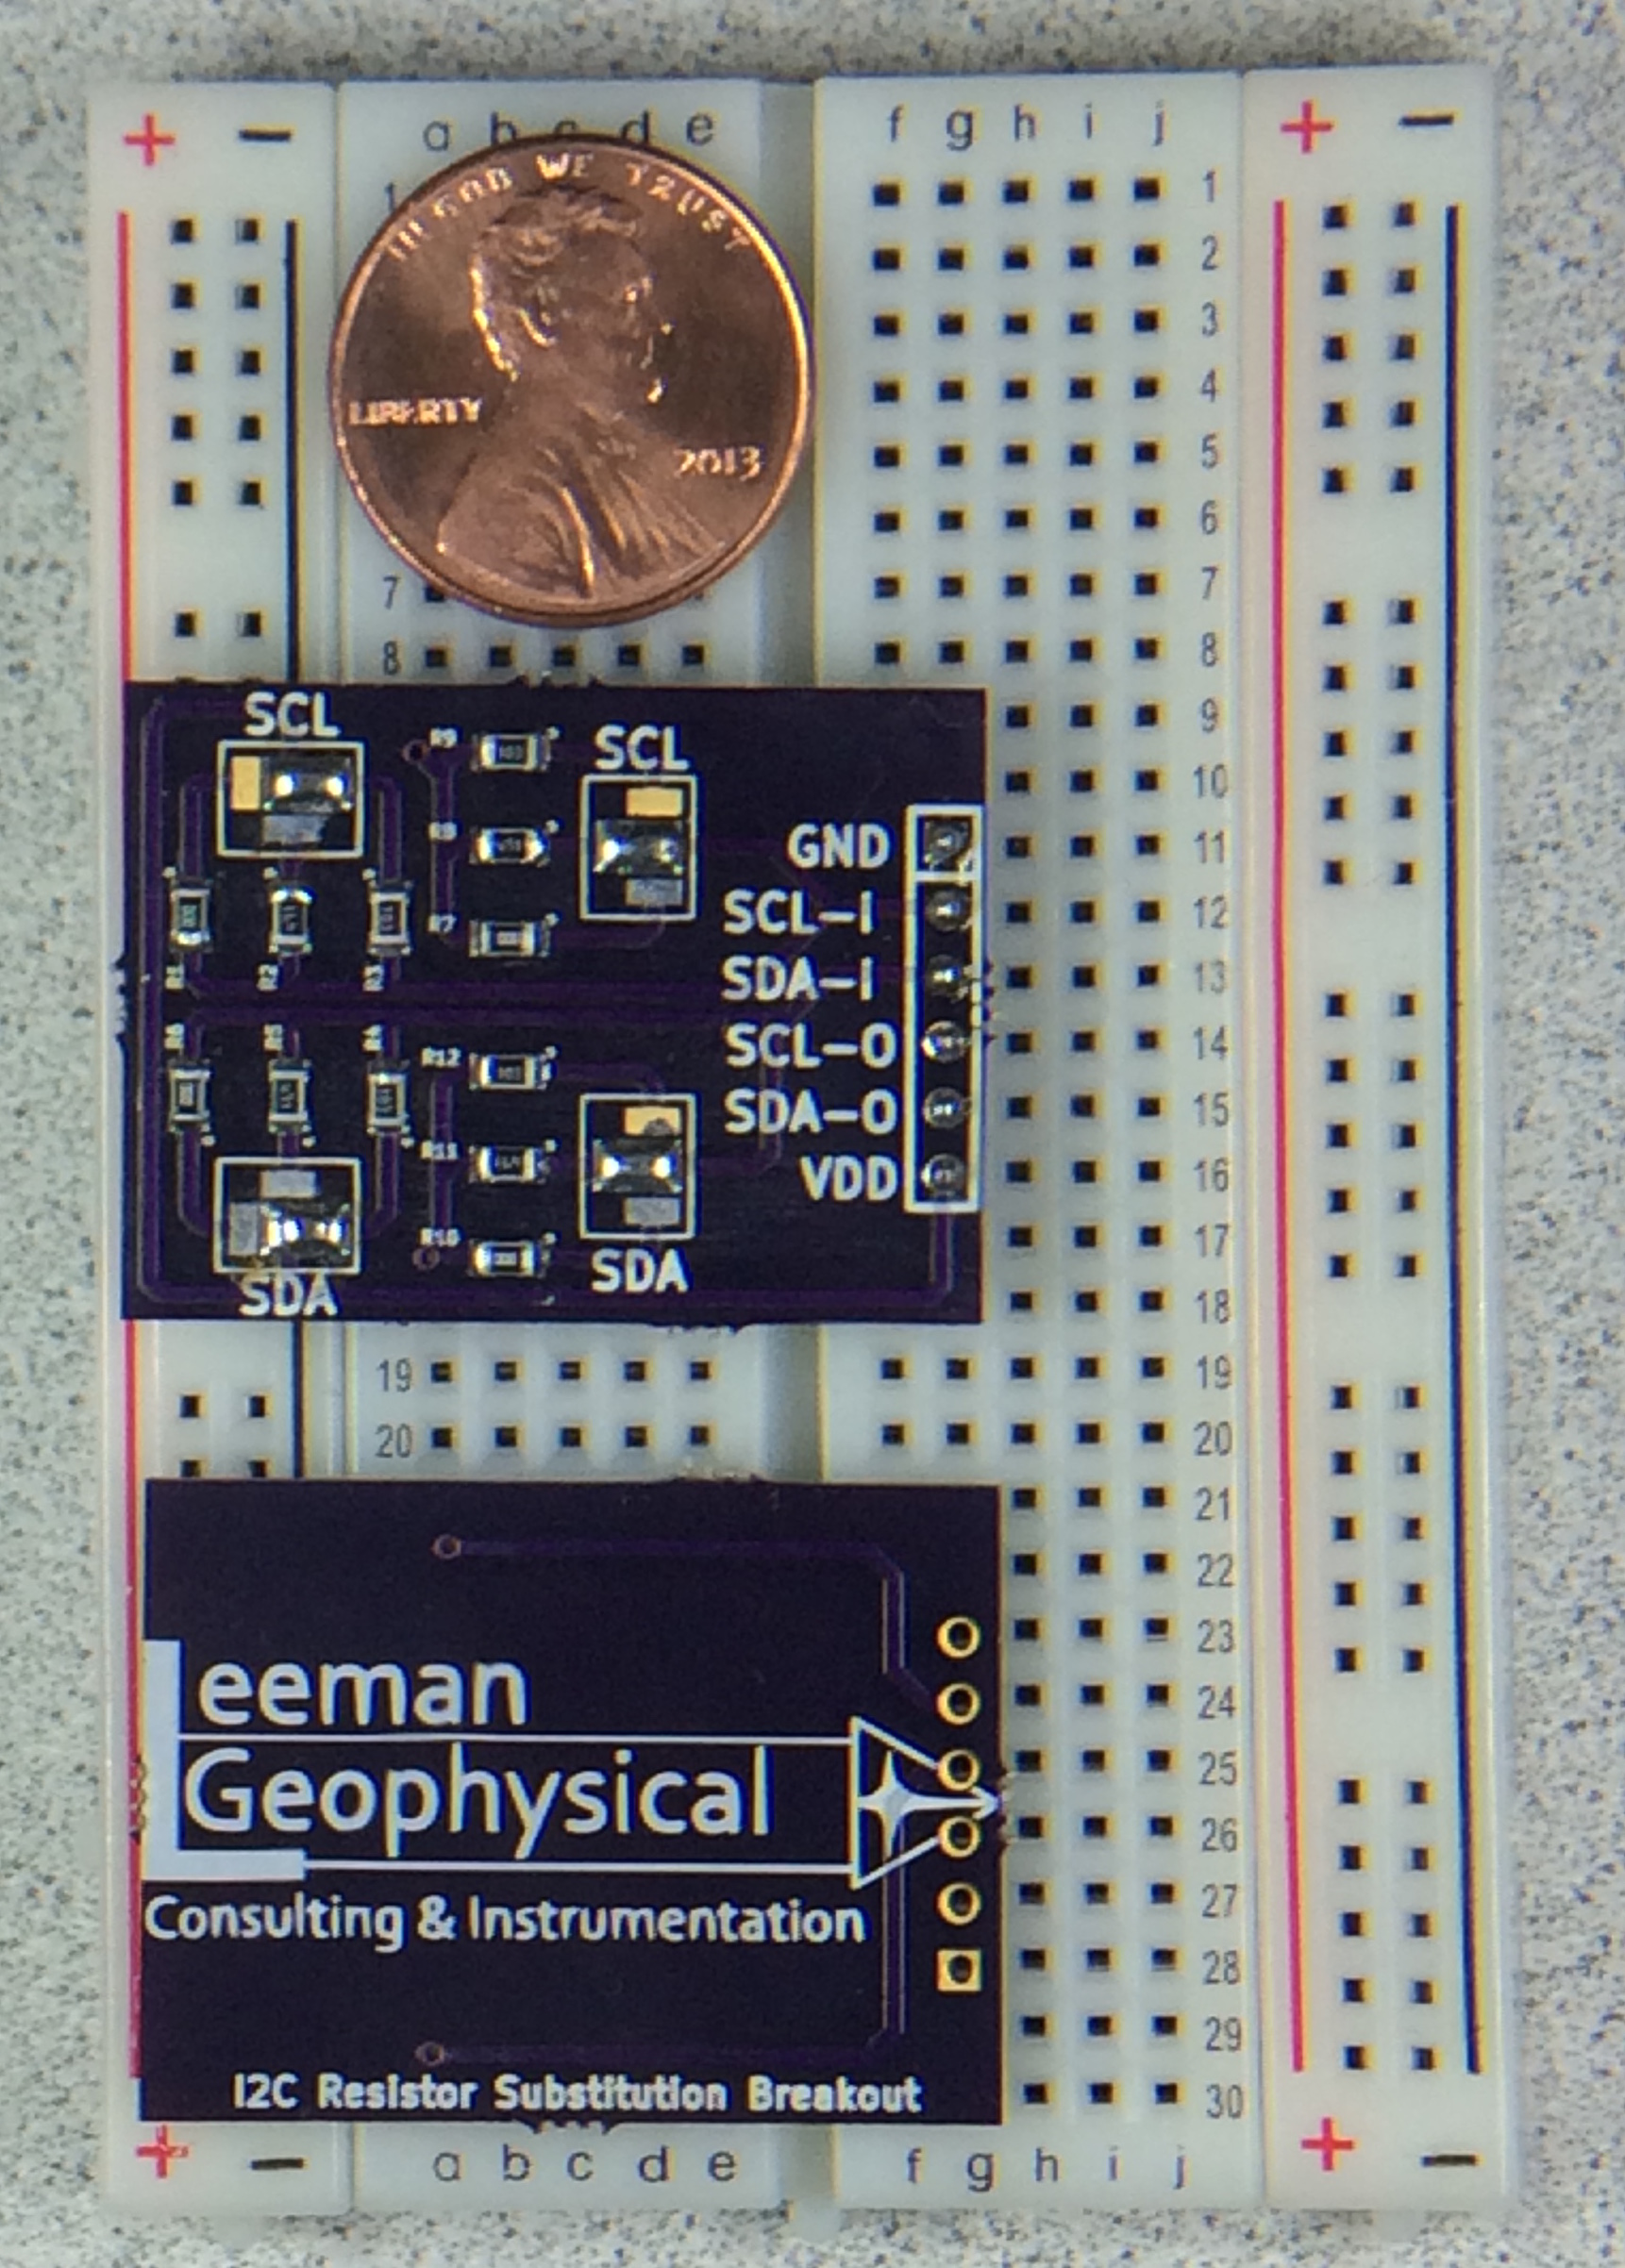 + − a b c d e f g h i j + −
IN GOD WE TRUST
LIBERTY
2013
1 1
2
3
4
5
6
7 7
8 8
9
10
11
12
13
14
15
16
17
18
19 19
20 20
21
22
23
24
25
26
27
28
29
30
SCL
R9
SCL
R8
R7
GND
SCL-I
SDA-I
SCL-O
SDA-O
VDD
R1 R2 R3
R6 R5 R4
R12
R11
R10
SDA
SDA
Leeman
Geophysical
Consulting & Instrumentation
I2C Resistor Substitution Breakout
+ − a b c d e f g h i j + −